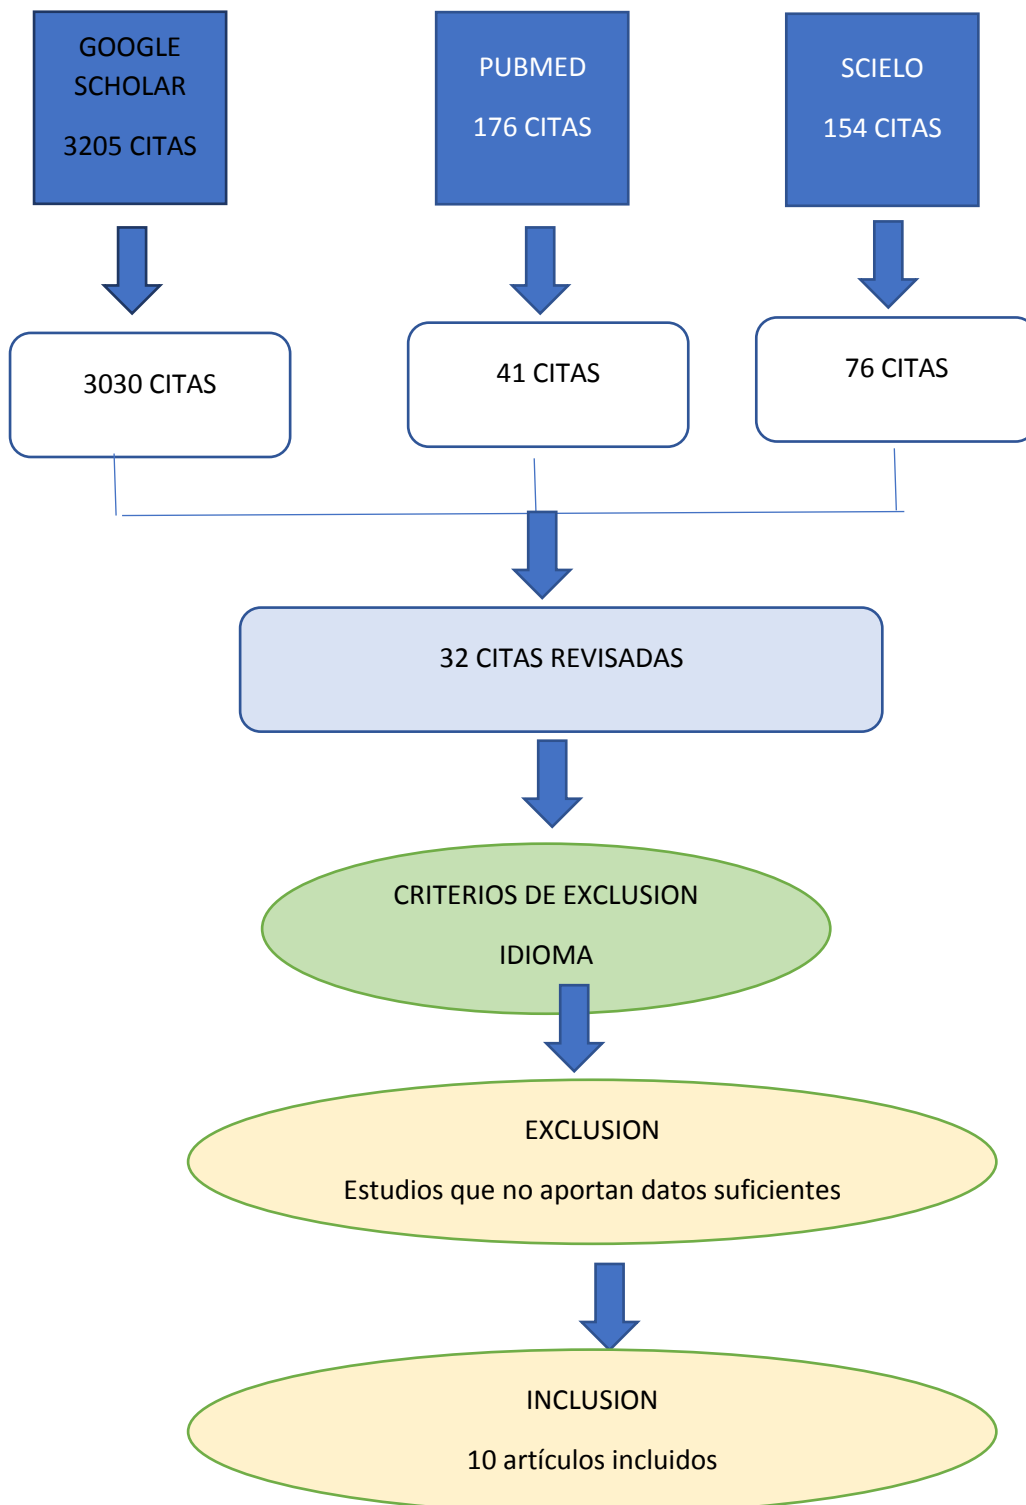 GOOGLE
SCHOLAR
3205 CITAS
PUBMED
176 CITAS
SCIELO
154 CITAS
3030 CITAS
41 CITAS
76 CITAS
32 CITAS REVISADAS
CRITERIOS DE EXCLUSION
IDIOMA
EXCLUSION
Estudios que no aportan datos suficientes
INCLUSION
10 artículos incluidos